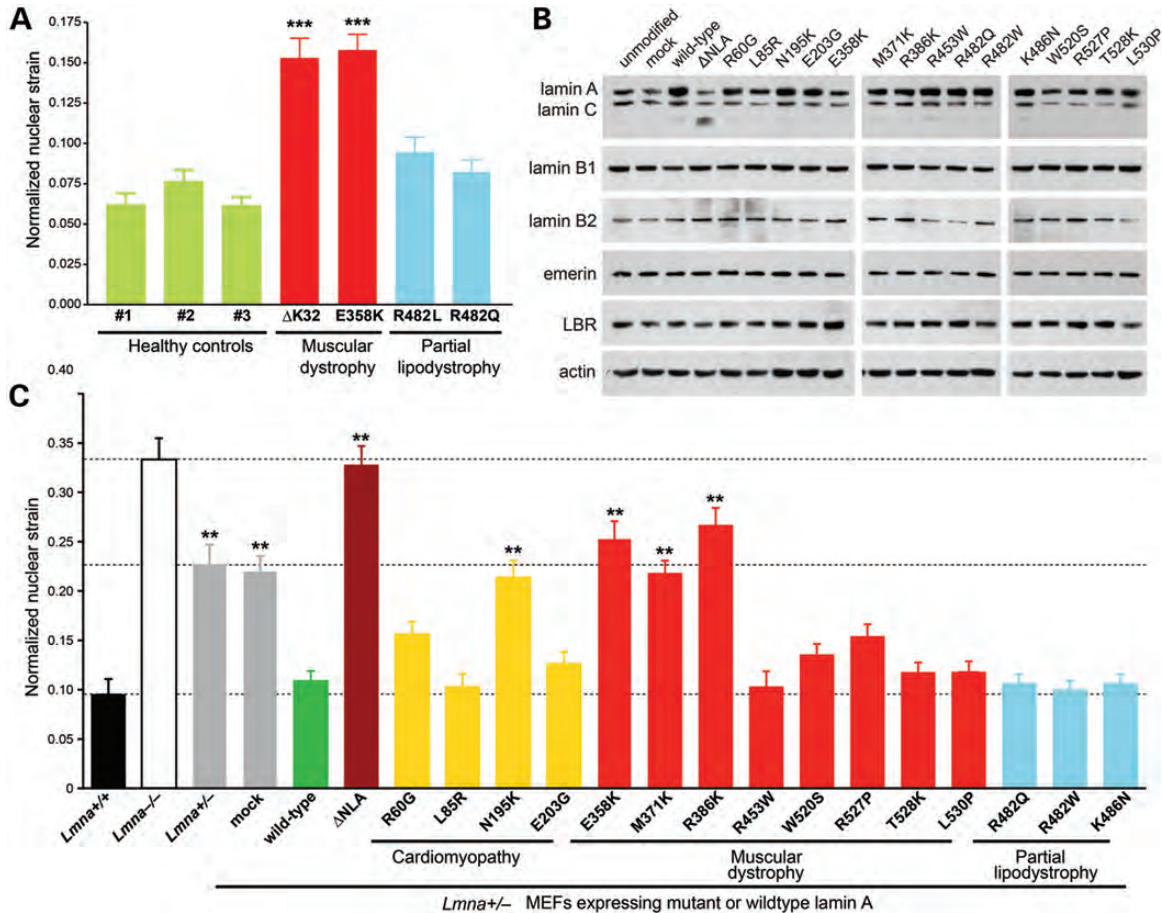 A
Normalized nuclear strain
0.175
0.150
0.125
0.100
0.075
0.050
0.025
0.000
*** ***
#1 #2 #3 ΔK32 E358K R482L R482Q
Healthy controls Muscular dystrophy Partial lipodystrophy
B
unmodified mock wild-type ΔNLA R60G L85R N195K E203G E358K M371K R386K R453W R482Q R482W K486N W520S R527P T528K L530P
lamin A
lamin C
lamin B1
lamin B2
emerin
LBR
actin
0.40
C
Normalized nuclear strain
0.35
0.30
0.25
0.20
0.15
0.10
0.05
0
** ** ** ** ** ** **
Lmna+/+ Lmna–/– Lmna+/– mock wild-type ΔNLA R60G L85R N195K E203G E358K M371K R386K R453W W520S R527P T528K L530P R482Q R482W K486N
Cardiomyopathy Muscular dystrophy Partial lipodystrophy
Lmna+/– MEFs expressing mutant or wildtype lamin A